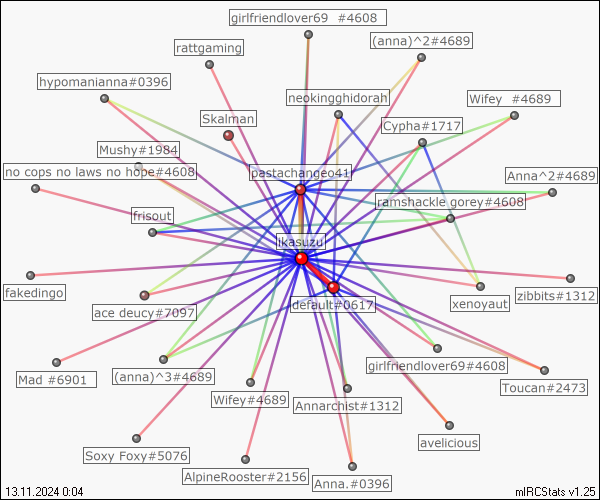 girlfriendlover69 #4608
(anna)^2#4689
rattgaming
hypomanianna#0396
neokingghidorah
Wifey #4689
Skalman
Cypha#1717
Mushy#1984
no cops no laws no hope#4608
pastachangeo41
Anna^2#4689
ramshackle gorey#4608
frisout
ikasuzu
fakedingo
zibbits#1312
xenoyaut
default#0617
ace deucy#7097
girlfriendlover69#4608
Mad #6901
(anna)^3#4689
Toucan#2473
Wifey#4689
Annarchist#1312
avelicious
Soxy Foxy#5076
AlpineRooster#2156
Anna.#0396
13.11.2024 0:04
mIRCStats v1.25